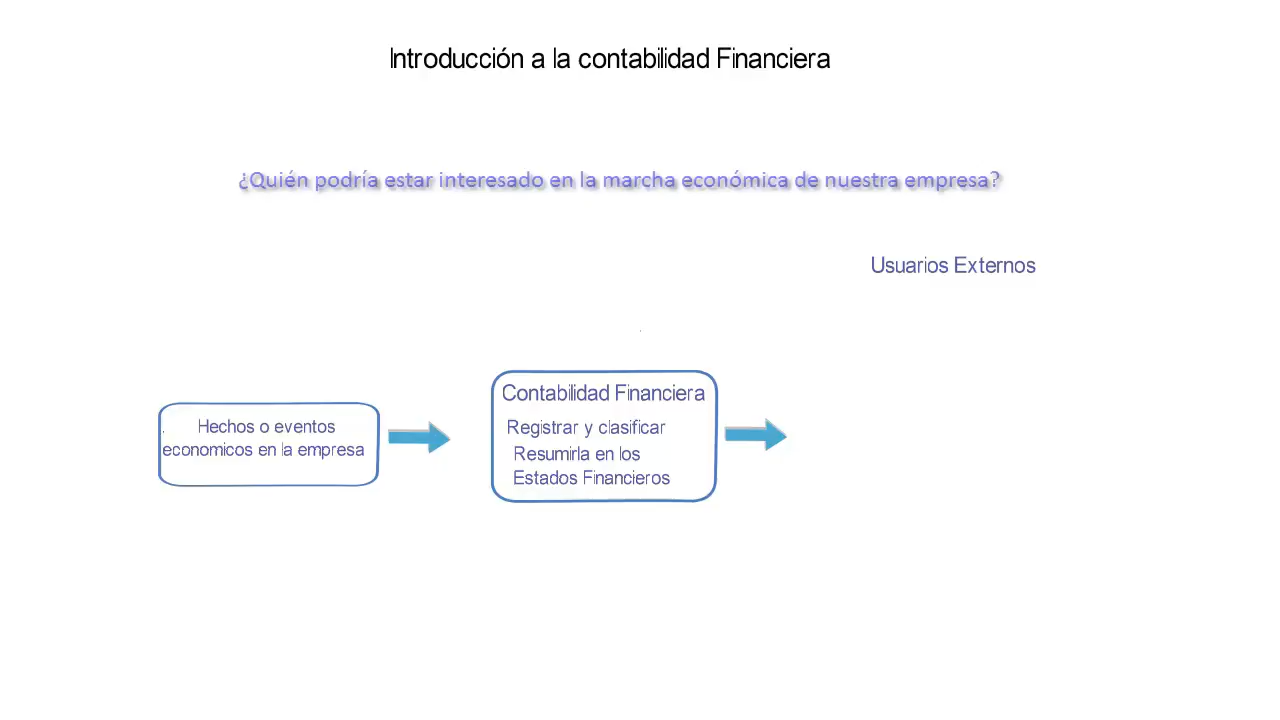 Introducción a la contabilidad Financiera
¿Quién podría estar interesado en la marcha económica de nuestra empresa?
Usuarios Externos
Hechos o eventos
economicos en la empresa
Contabilidad Financiera
Registrar y clasificar
Resumirla en los
Estados Financieros